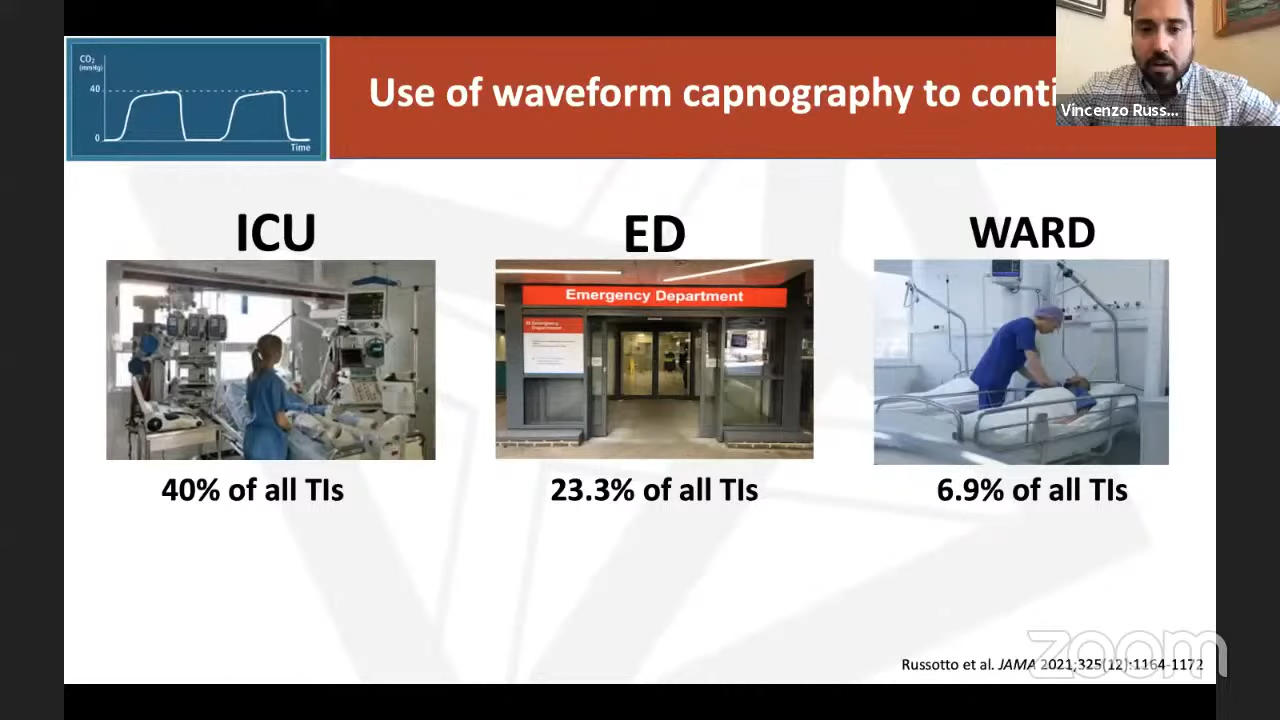 CO₂
(mmHg)
40
0
Time
Use of waveform capnography to conti
Vincenzo Russ...
ICU
ED
WARD
Emergency Department
Emergency
Department
40% of all TIs
23.3% of all TIs
6.9% of all TIs
Russotto et al. JAMA 2021;325(12):1164-1172
zoom